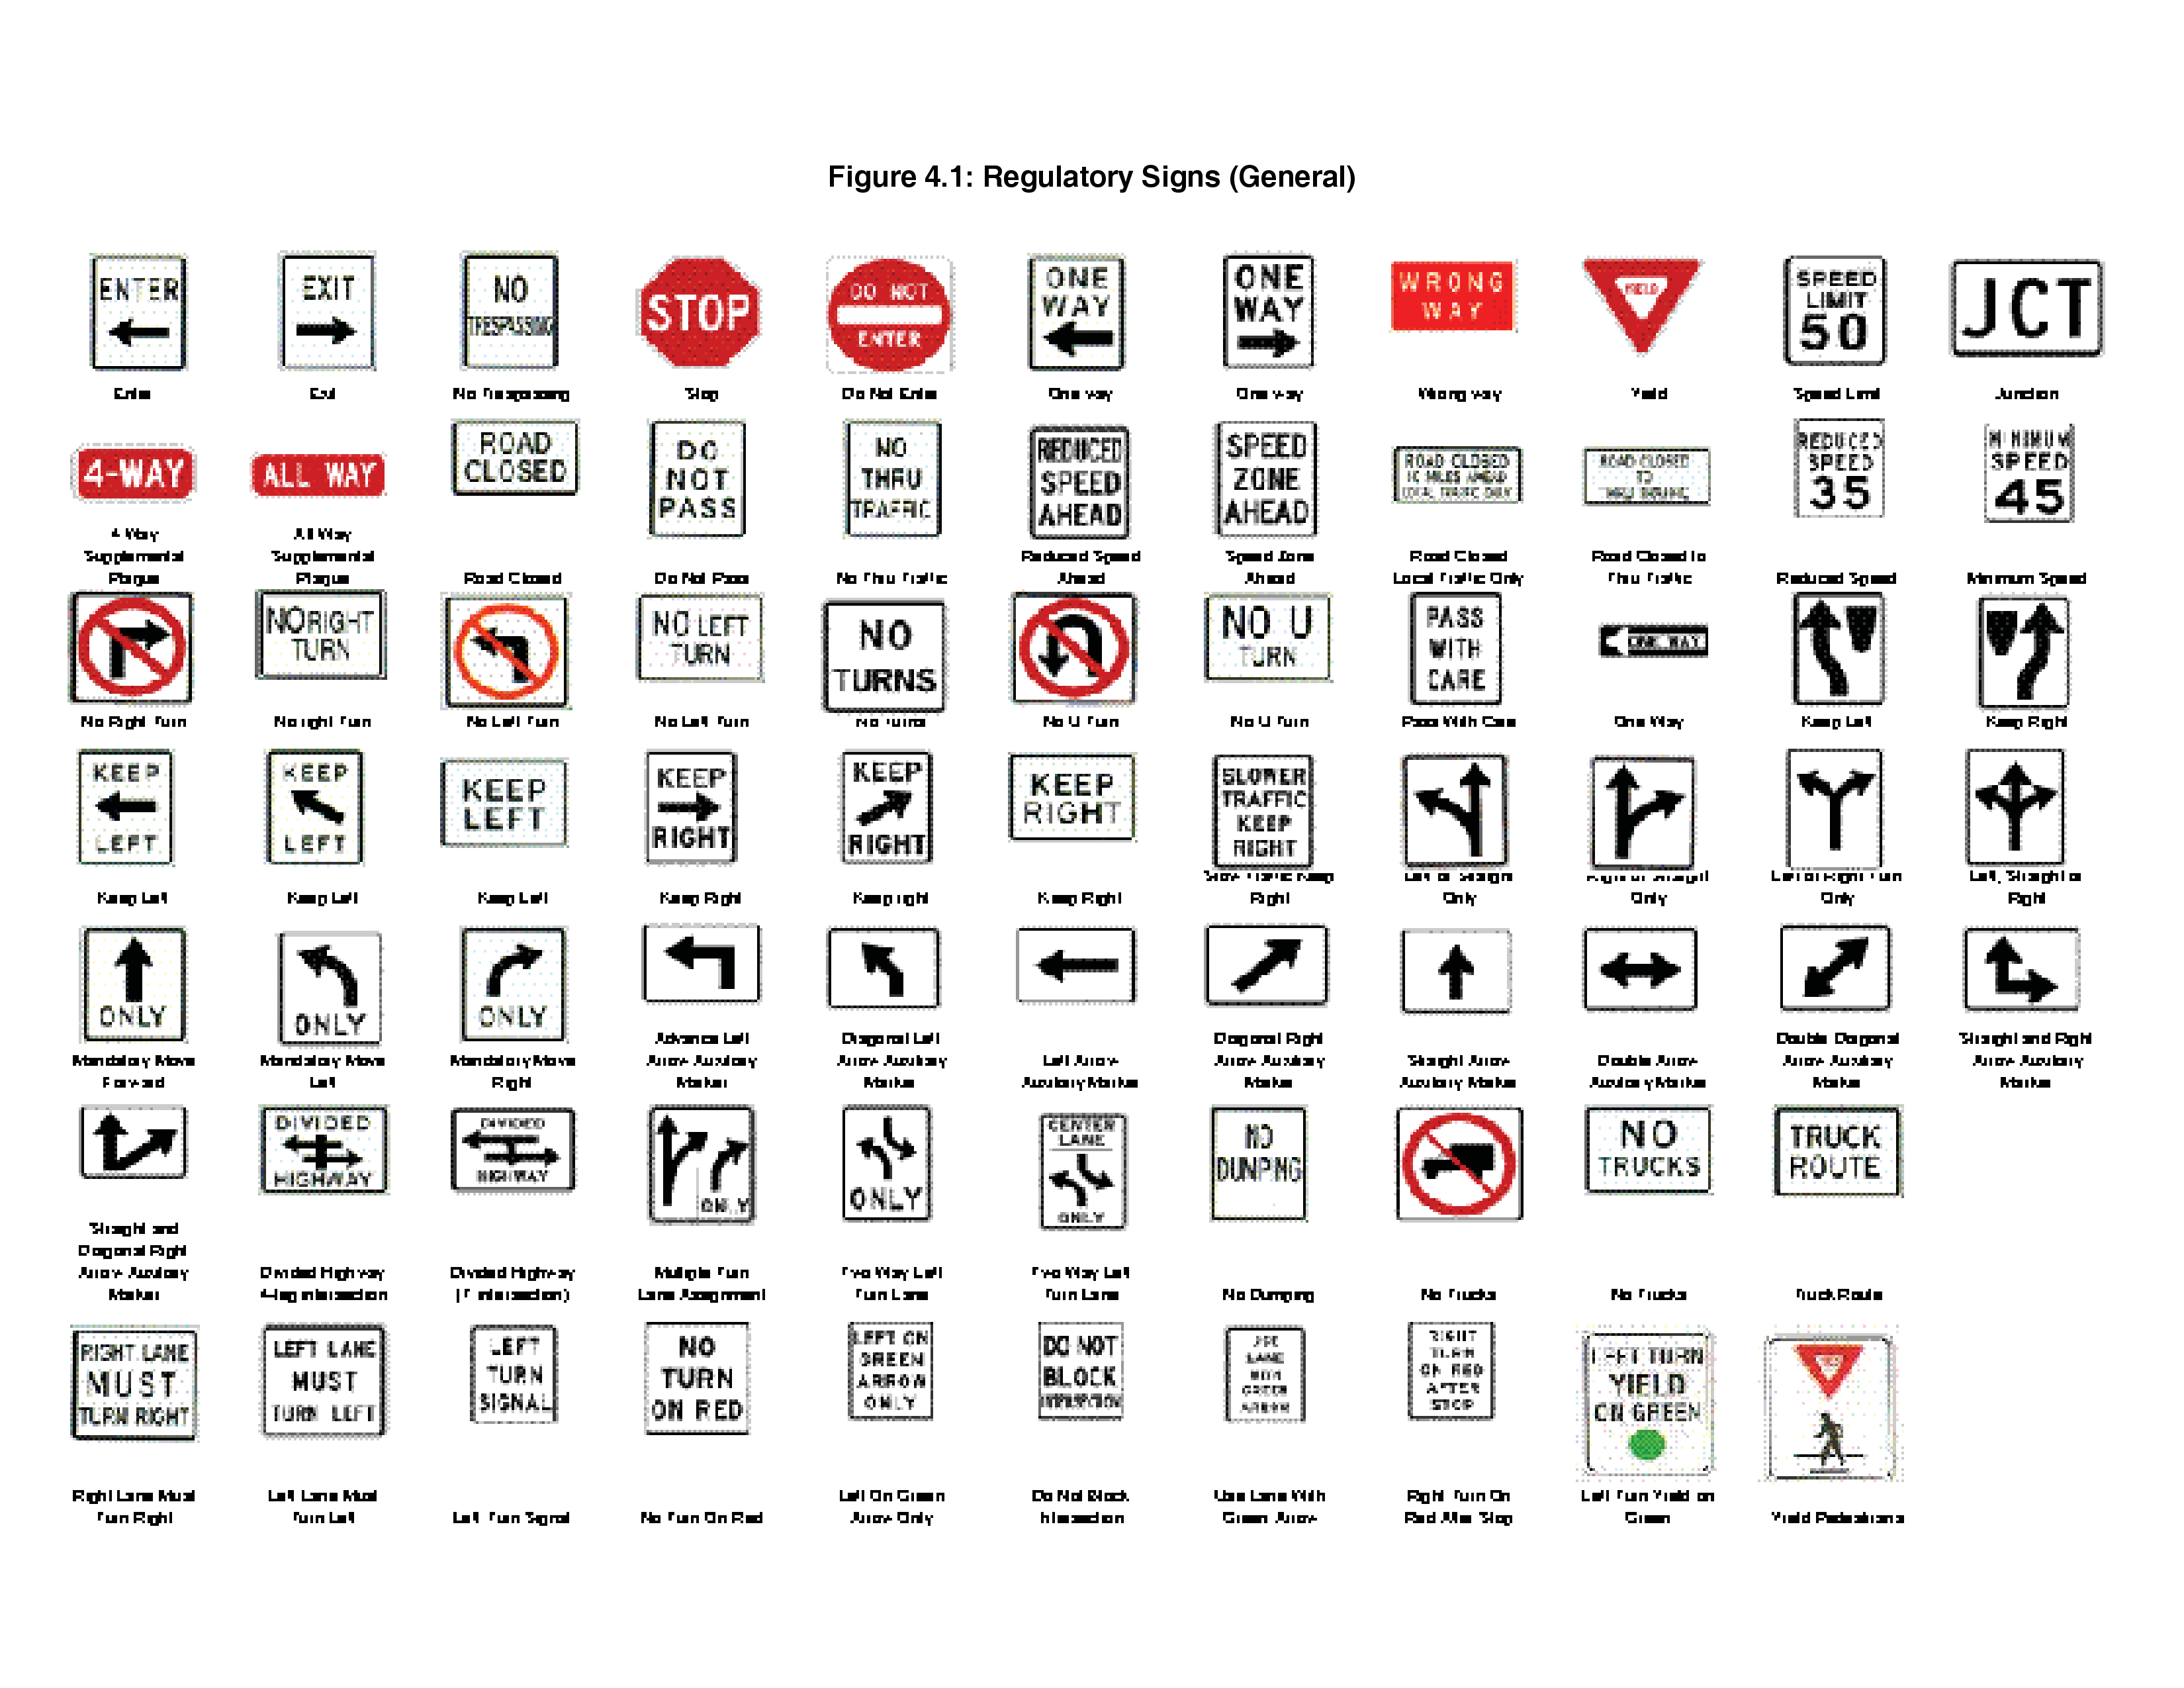 Figure 4.1: Regulatory Signs (General)
ENTER
EXIT
NO
TRESPASSING
STOP
DO NOT
ENTER
ONE
WAY
ONE
WAY
WRONG
WAY
YIELD
SPEED
LIMIT
50
JCT
Enter
Exit
No Trespassing
Stop
Do Not Enter
One way
One way
Wrong way
Yield
Speed Limit
Junction
4-WAY
ALL WAY
ROAD
CLOSED
DO
NOT
PASS
NO
THRU
TRAFFIC
REDUCED
SPEED
AHEAD
SPEED
ZONE
AHEAD
ROAD CLOSED
10 MILES AHEAD
LOCAL TRAFFIC ONLY
ROAD CLOSED
TO
THRU TRAFFIC
REDUCED
SPEED
35
MINIMUM
SPEED
45
4 Way
Supplemental
Plague
All Way
Supplemental
Plague
Road Closed
Do Not Pass
No Thru Traffic
Reduced Speed
Ahead
Speed Zone
Ahead
Road Closed
Local Traffic Only
Road Closed to
Thru Traffic
Reduced Speed
Minimum Speed
NO RIGHT
TURN
NO LEFT
TURN
NO
TURNS
NO U
TURN
PASS
WITH
CARE
ONE WAY
No Right Turn
No right Turn
No Left Turn
No Left Turn
No Turns
No U Turn
No U Turn
Pass With Care
One Way
Keep Left
Keep Right
KEEP
LEFT
KEEP
LEFT
KEEP
LEFT
KEEP
RIGHT
KEEP
RIGHT
KEEP
RIGHT
SLOWER
TRAFFIC
KEEP
RIGHT
Keep Left
Keep Left
Keep Left
Keep Right
Keep right
Keep Right
Slow Traffic Keep
Right
Left or Straight
Only
Right or Straight
Only
Left or Right Turn
Only
Left, Straight or
Right
ONLY
ONLY
ONLY
Mandatory Move
Forward
Mandatory Move
Left
Mandatory Move
Right
Advance Left
Arrow Auxiliary
Marker
Diagonal Left
Arrow Auxiliary
Marker
Left Arrow
Auxiliary Marker
Diagonal Right
Arrow Auxiliary
Marker
Straight Arrow
Auxiliary Marker
Double Arrow
Auxiliary Marker
Double Diagonal
Arrow Auxiliary
Marker
Straight and Right
Arrow Auxiliary
Marker
DIVIDED
HIGHWAY
DIVIDED
HIGHWAY
ONLY
ONLY
CENTER
LANE
ONLY
NO
DUMPING
NO
TRUCKS
TRUCK
ROUTE
Straight and
Diagonal Right
Arrow Auxiliary
Marker
Divided Highway
4-leg intersection
Divided Highway
(T intersection)
Multiple Turn
Lane Assignment
Two Way Left
Turn Lane
Two Way Left
Turn Lane
No Dumping
No Trucks
No Trucks
Truck Route
RIGHT LANE
MUST
TURN RIGHT
LEFT LANE
MUST
TURN LEFT
LEFT
TURN
SIGNAL
NO
TURN
ON RED
LEFT ON
GREEN
ARROW
ONLY
DO NOT
BLOCK
INTERSECTION
USE
LANE
WITH
GREEN
ARROW
RIGHT
TURN
ON RED
AFTER
STOP
LEFT TURN
YIELD
ON GREEN
Right Lane Must
Turn Right
Left Lane Must
Turn Left
Left Turn Signal
No Turn On Red
Left On Green
Arrow Only
Do Not Block
Intersection
Use Lane With
Green Arrow
Right Turn On
Red After Stop
Left Turn Yield on
Green
Yield Pedestrians